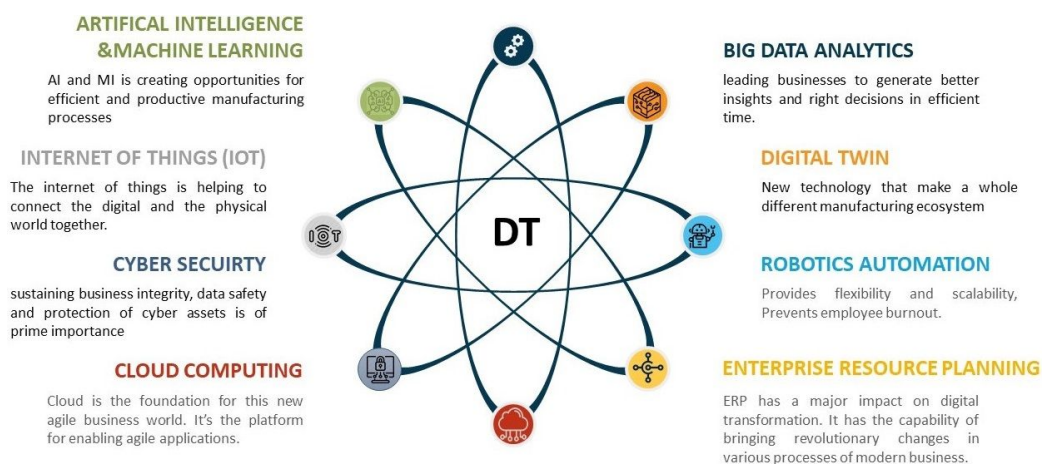 ARTIFICAL INTELLIGENCE
&MACHINE LEARNING
AI and MI is creating opportunities for
efficient and productive manufacturing
processes
INTERNET OF THINGS (IOT)
The internet of things is helping to
connect the digital and the physical
world together.
CYBER SECUIRTY
sustaining business integrity, data safety
and protection of cyber assets is of
prime importance
CLOUD COMPUTING
Cloud is the foundation for this new
agile business world. It’s the platform
for enabling agile applications.
IOT
DT
BIG DATA ANALYTICS
leading businesses to generate better
insights and right decisions in efficient
time.
DIGITAL TWIN
New technology that make a whole
different manufacturing ecosystem
ROBOTICS AUTOMATION
Provides flexibility and scalability,
Prevents employee burnout.
ENTERPRISE RESOURCE PLANNING
ERP has a major impact on digital
transformation. It has the capability of
bringing revolutionary changes in
various processes of modern business.